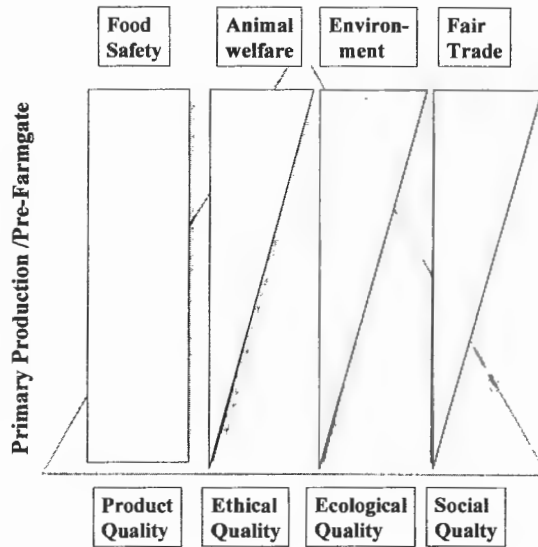 Food
Safety
Animal
welfare
Environ-
ment
Fair
Trade
Primary Production /Pre-Farmgate
Product
Quality
Ethical
Quality
Ecological
Quality
Social
Qualty